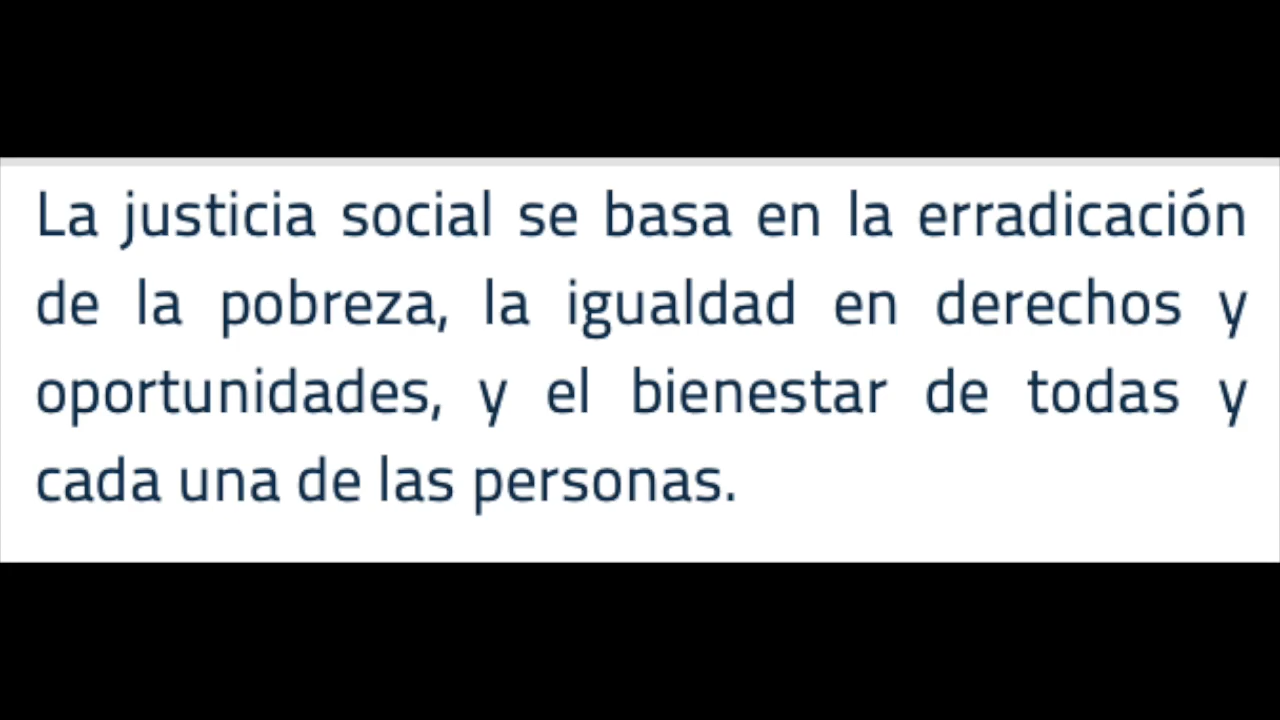 La justicia social se basa en la erradicación
de la pobreza, la igualdad en derechos y
oportunidades, y el bienestar de todas y
cada una de las personas.